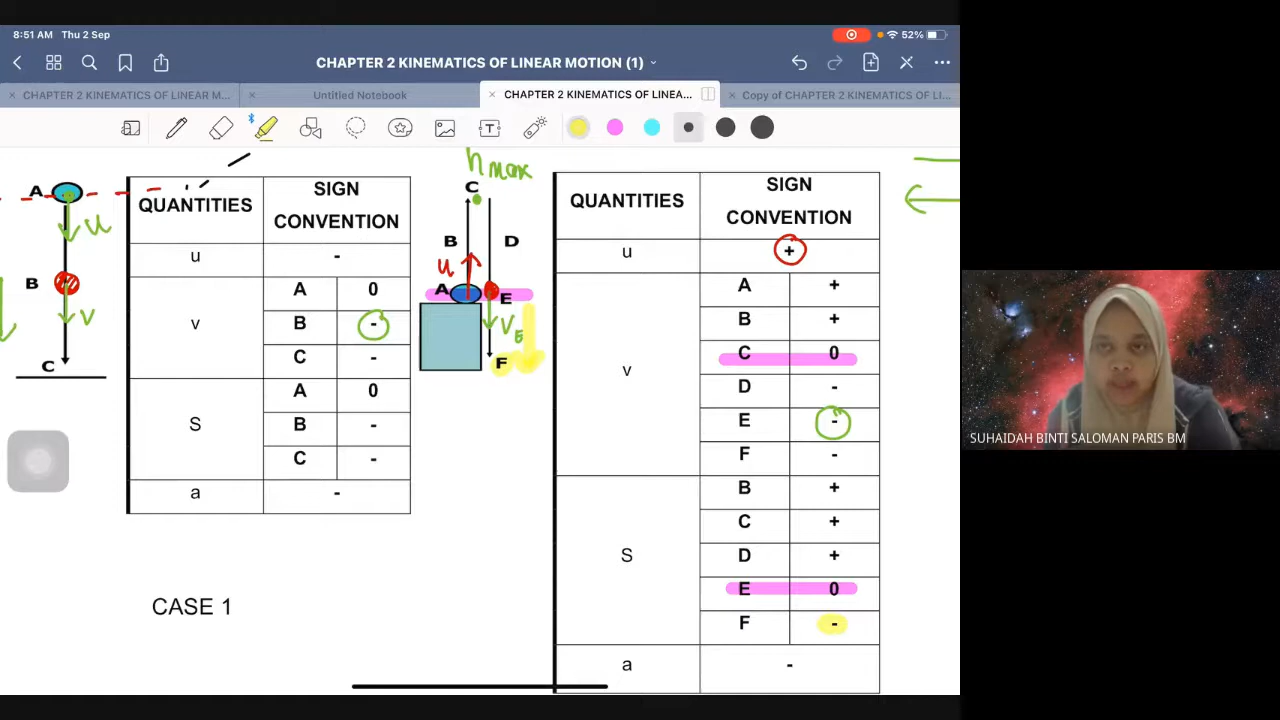 8:51 AM Thu 2 Sep
52%
CHAPTER 2 KINEMATICS OF LINEAR MOTION (1)
CHAPTER 2 KINEMATICS OF LINEAR M...
Untitled Notebook
CHAPTER 2 KINEMATICS OF LINEA...
Copy of CHAPTER 2 KINEMATICS OF LI...
A
u
B
v
C
QUANTITIES SIGN CONVENTION
u -
v A 0
B -
C -
S A 0
B -
C -
a -
CASE 1
hmax
C
B D
u
A E
VE
F
QUANTITIES SIGN CONVENTION
u +
v A +
B +
C 0
D -
E -
F -
S B +
C +
D +
E 0
F -
a -
SUHAIDAH BINTI SALOMAN PARIS BM